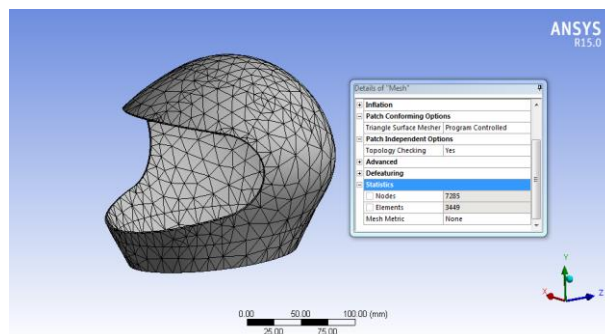 ANSYS
R15.0
Details of "Mesh"
Inflation
Patch Conforming Options
Triangle Surface Mesher Program Controlled
Patch Independent Options
Topology Checking Yes
Advanced
Defeaturing
Statistics
Nodes 7285
Elements 3449
Mesh Metric None
Y
X Z
0.00 50.00 100.00 (mm)
25.00 75.00